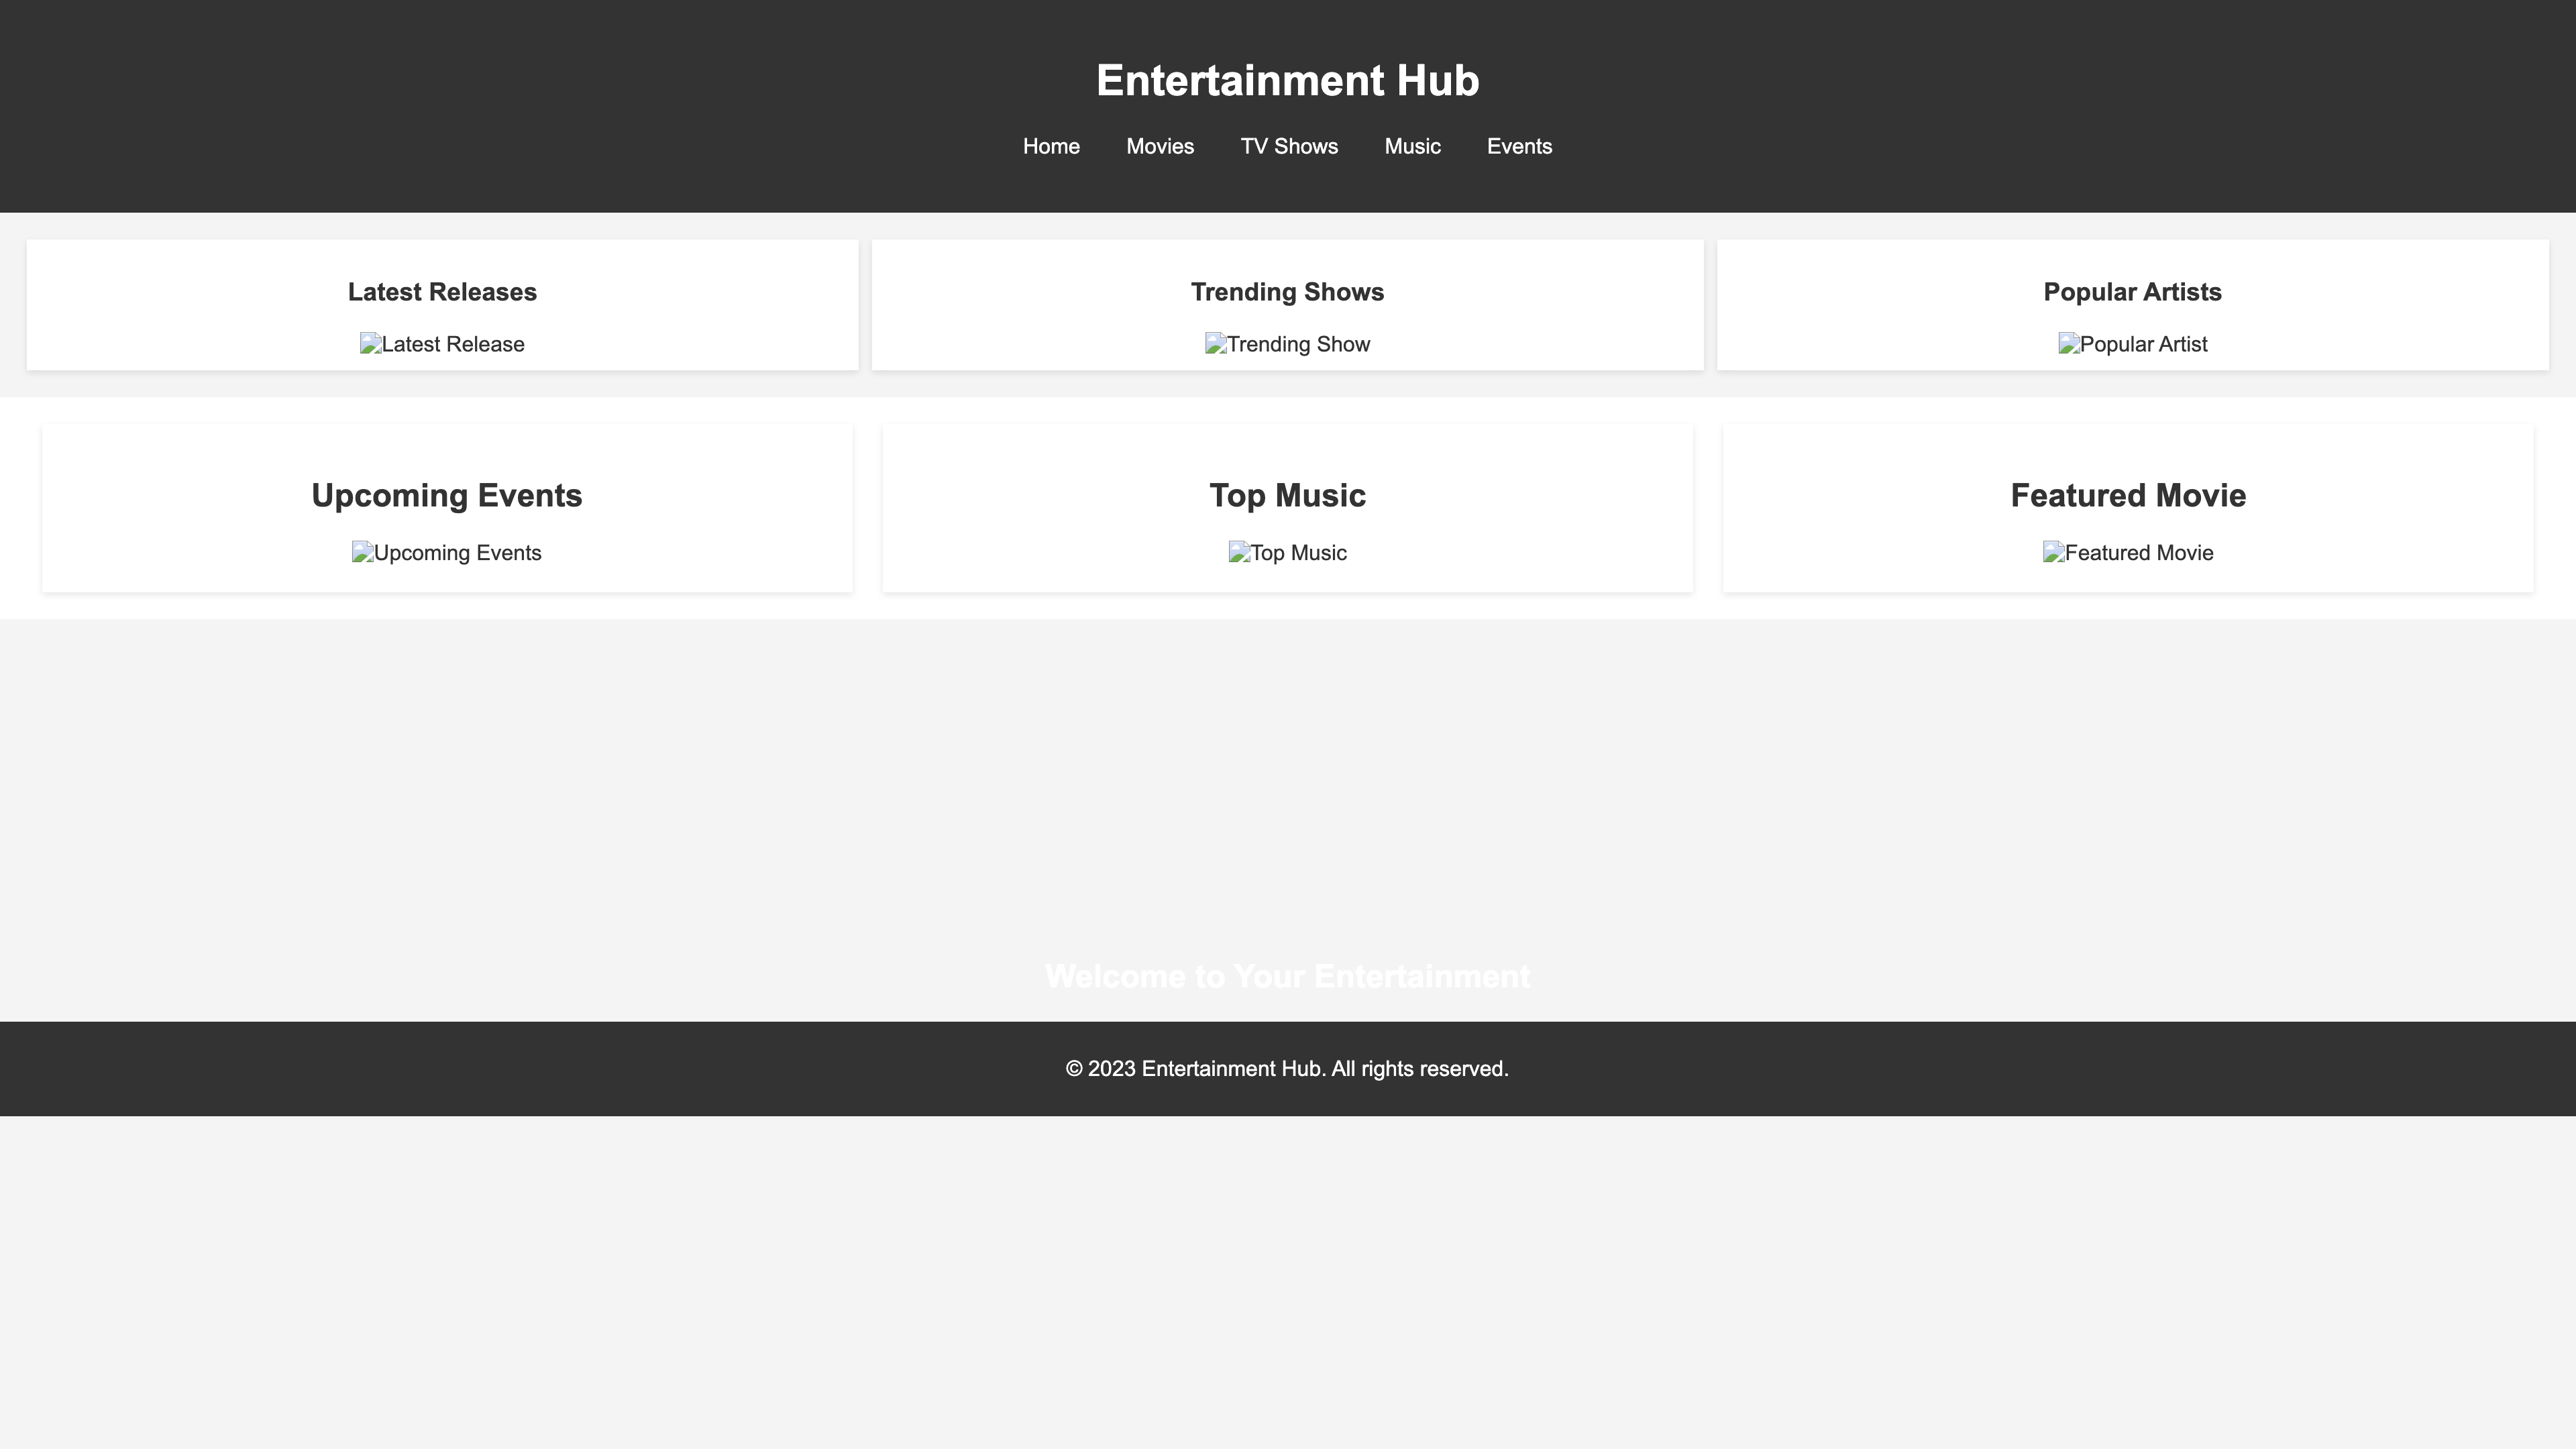 Entertainment Hub
Home Movies TV Shows Music Events
Latest Releases
Latest Release
Trending Shows
Trending Show
Popular Artists
Popular Artist
Upcoming Events
Upcoming Events
Top Music
Top Music
Featured Movie
Featured Movie
Welcome to Your Entertainment
© 2023 Entertainment Hub. All rights reserved.